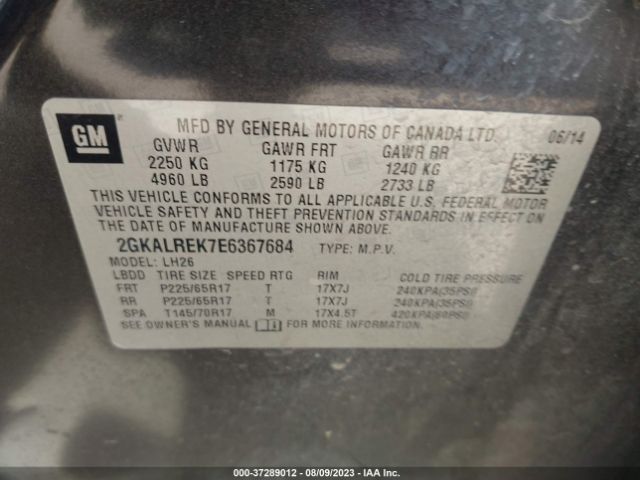 GM
MFD BY GENERAL MOTORS OF CANADA LTD. 06/14
GVWR GAWR FRT GAWR RR
2250 KG 1175 KG 1240 KG
4960 LB 2590 LB 2733 LB
THIS VEHICLE CONFORMS TO ALL APPLICABLE U.S. FEDERAL MOTOR
VEHICLE SAFETY AND THEFT PREVENTION STANDARDS IN EFFECT ON
THE DATE OF MANUFACTURE SHOWN ABOVE.
2GKALREK7E6367684 TYPE: M.P.V.
MODEL: LH26
LBDD TIRE SIZE SPEED RTG RIM COLD TIRE PRESSURE
FRT P225/65R17 T 17X7J 240KPA(35PSI)
RR P225/65R17 T 17X7J 240KPA(35PSI)
SPA T145/70R17 M 17X4.5T 420KPA(60PSI)
SEE OWNER'S MANUAL FOR MORE INFORMATION.
000-37289012 - 08/09/2023 - IAA Inc.